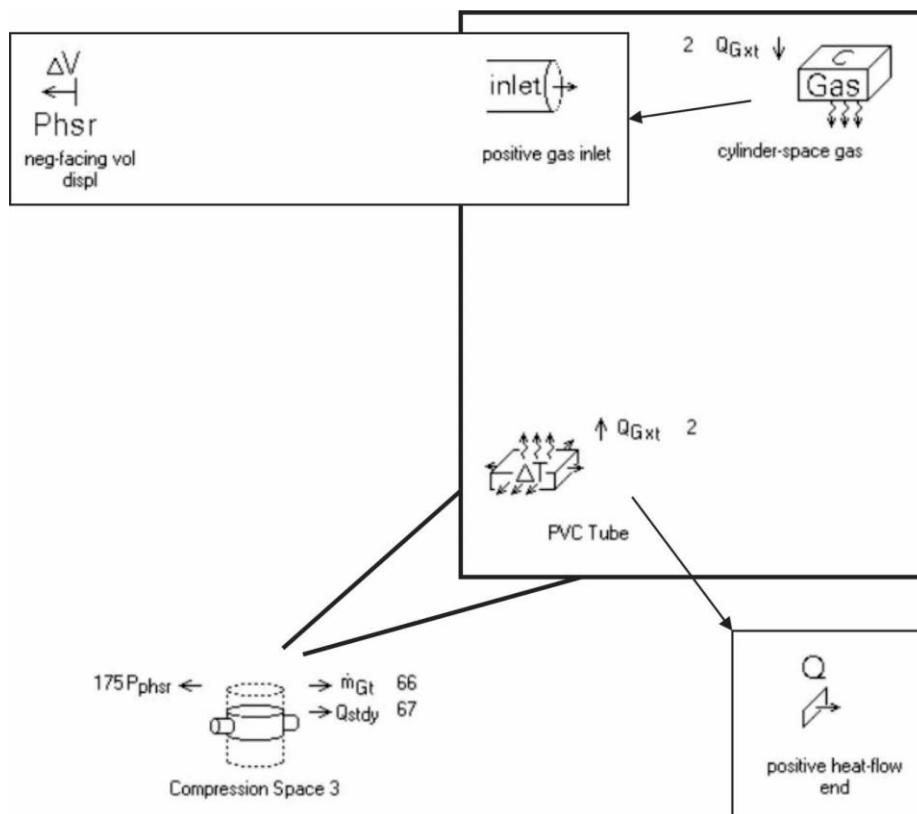 ΔV
Phsr
neg-facing vol
displ
inlet
positive gas inlet
2 QGxt ↓
C
Gas
cylinder-space gas
↑ QGxt 2
ΔT
PVC Tube
175 Pphsr ←
→ ṁGt 66
→ Qstdy 67
Compression Space 3
Q
positive heat-flow
end